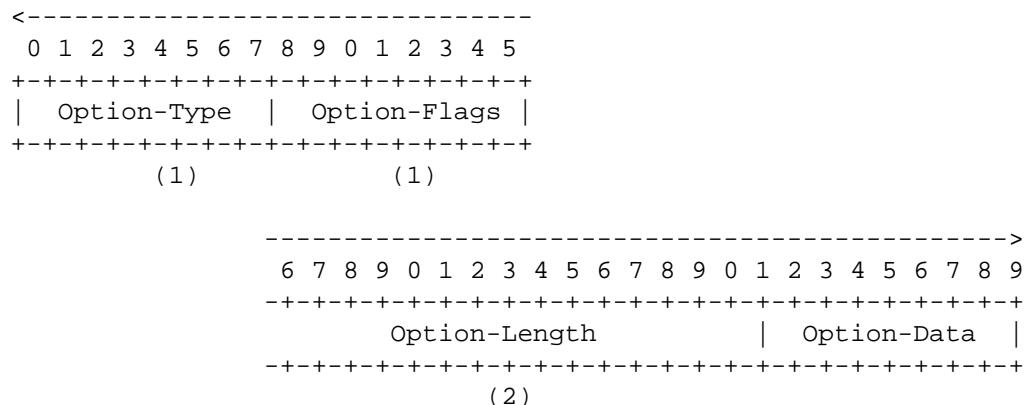 <---------------------------------
 0 1 2 3 4 5 6 7 8 9 0 1 2 3 4 5
+-+-+-+-+-+-+-+-+-+-+-+-+-+-+-+-+
|  Option-Type  |  Option-Flags |
+-+-+-+-+-+-+-+-+-+-+-+-+-+-+-+-+
         (1)            (1)

                ----------------------------------------------->
                 6 7 8 9 0 1 2 3 4 5 6 7 8 9 0 1 2 3 4 5 6 7 8 9
                -+-+-+-+-+-+-+-+-+-+-+-+-+-+-+-+-+-+-+-+-+-+-+-+
                        Option-Length          |  Option-Data  |
                -+-+-+-+-+-+-+-+-+-+-+-+-+-+-+-+-+-+-+-+-+-+-+-+
                              (2)